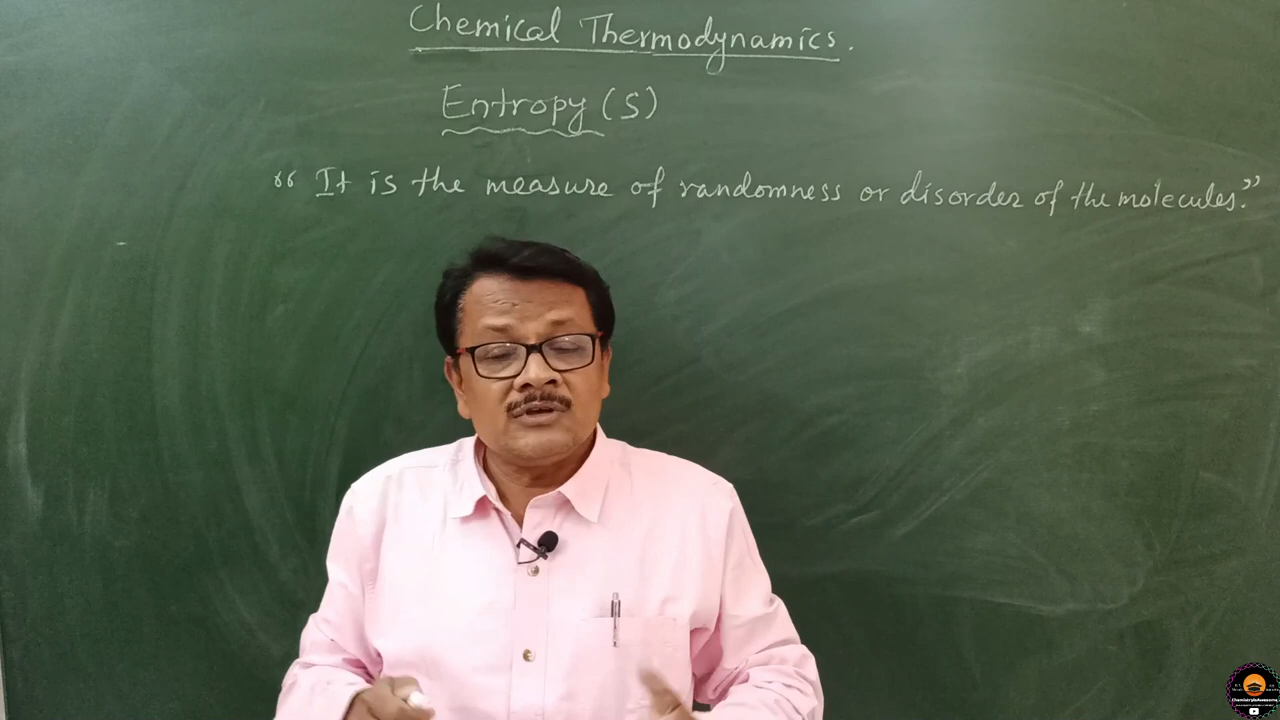 Chemical Thermodynamics.
Entropy (S)
“ It is the measure of randomness or disorder of the molecules.”